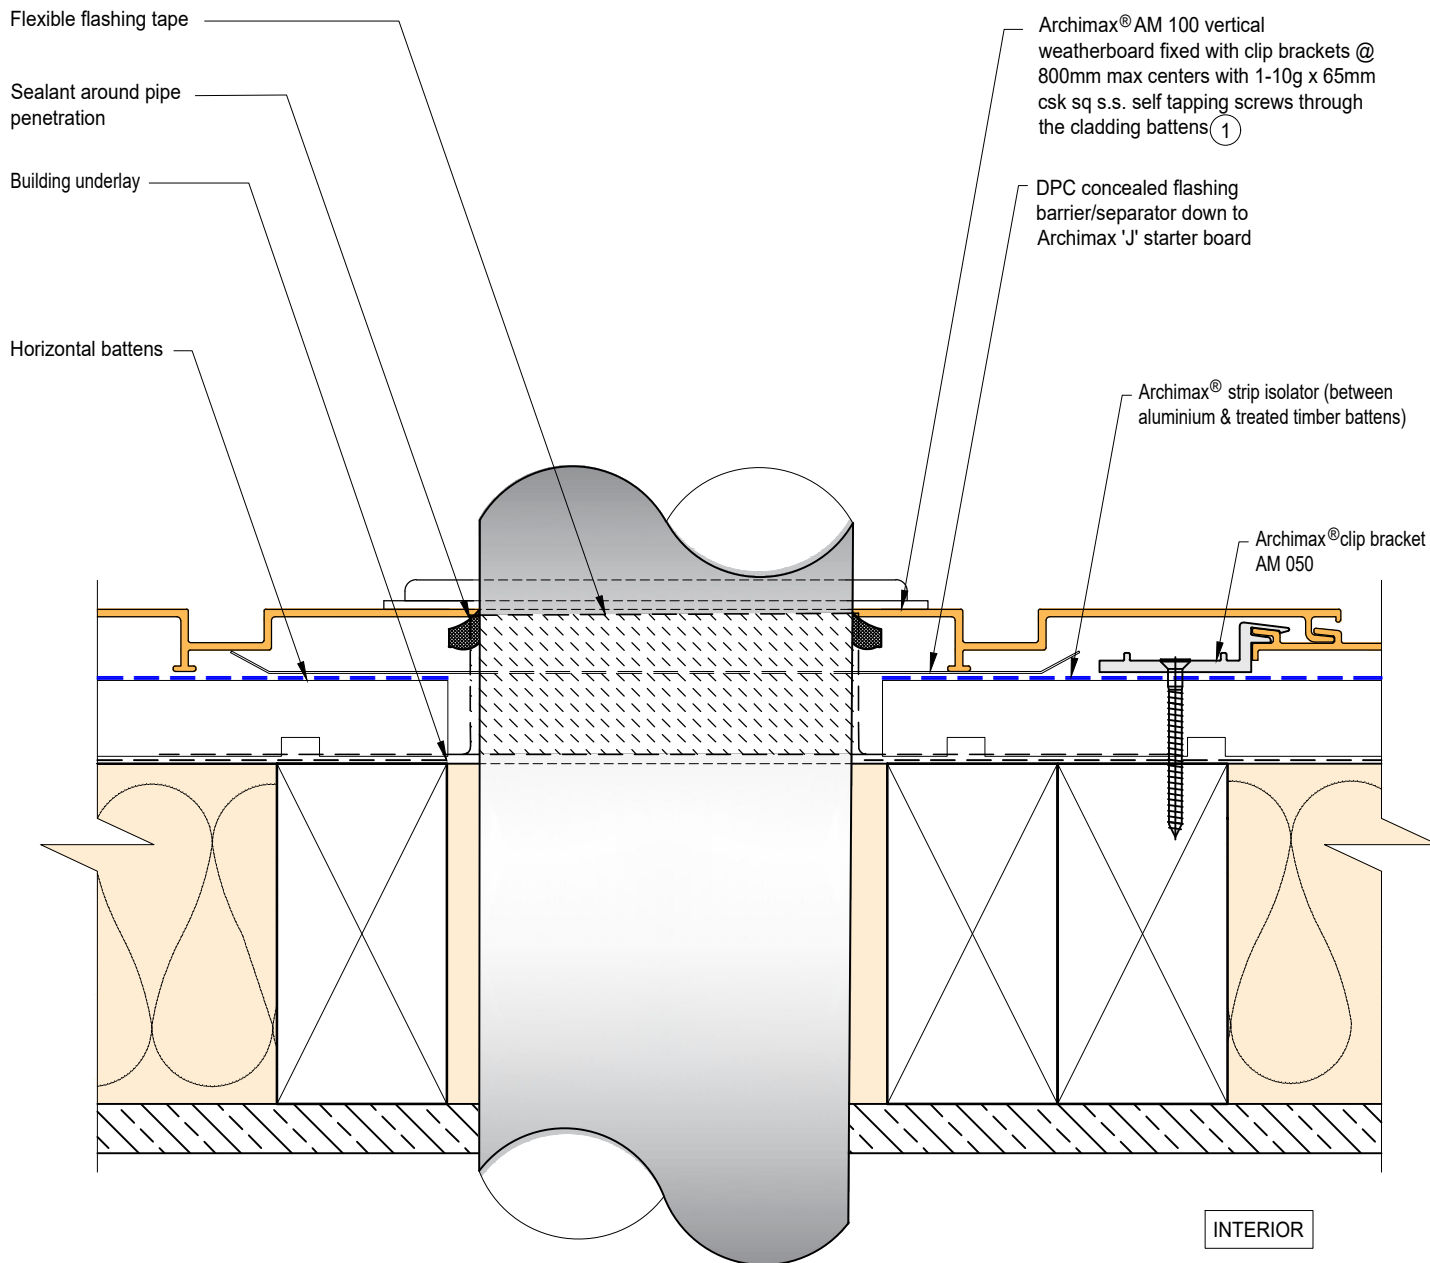 Flexible flashing tape
Sealant around pipe
penetration
Building underlay
Horizontal battens
Archimax® AM 100 vertical
weatherboard fixed with clip brackets @
800mm max centers with 1-10g x 65mm
csk sq s.s. self tapping screws through
the cladding battens 1
DPC concealed flashing
barrier/separator down to
Archimax 'J' starter board
Archimax® strip isolator (between
aluminium & treated timber battens)
Archimax® clip bracket
AM 050
INTERIOR